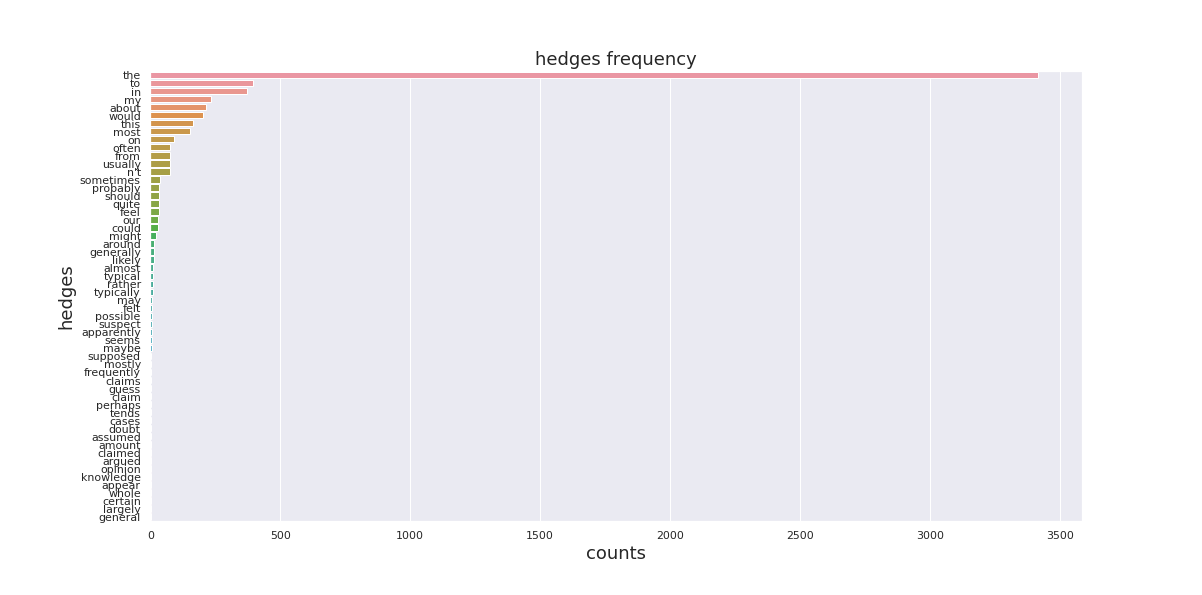 hedges frequency
the
to
in
my
about
would
this
most
on
often
from
usually
n't
sometimes
probably
should
quite
feel
our
could
might
around
generally
likely
almost
typical
rather
typically
may
felt
possible
suspect
apparently
seems
maybe
supposed
mostly
frequently
claims
guess
claim
perhaps
tends
cases
doubt
assumed
amount
claimed
argued
opinion
knowledge
appear
whole
certain
largely
general
hedges
0 500 1000 1500 2000 2500 3000 3500
counts